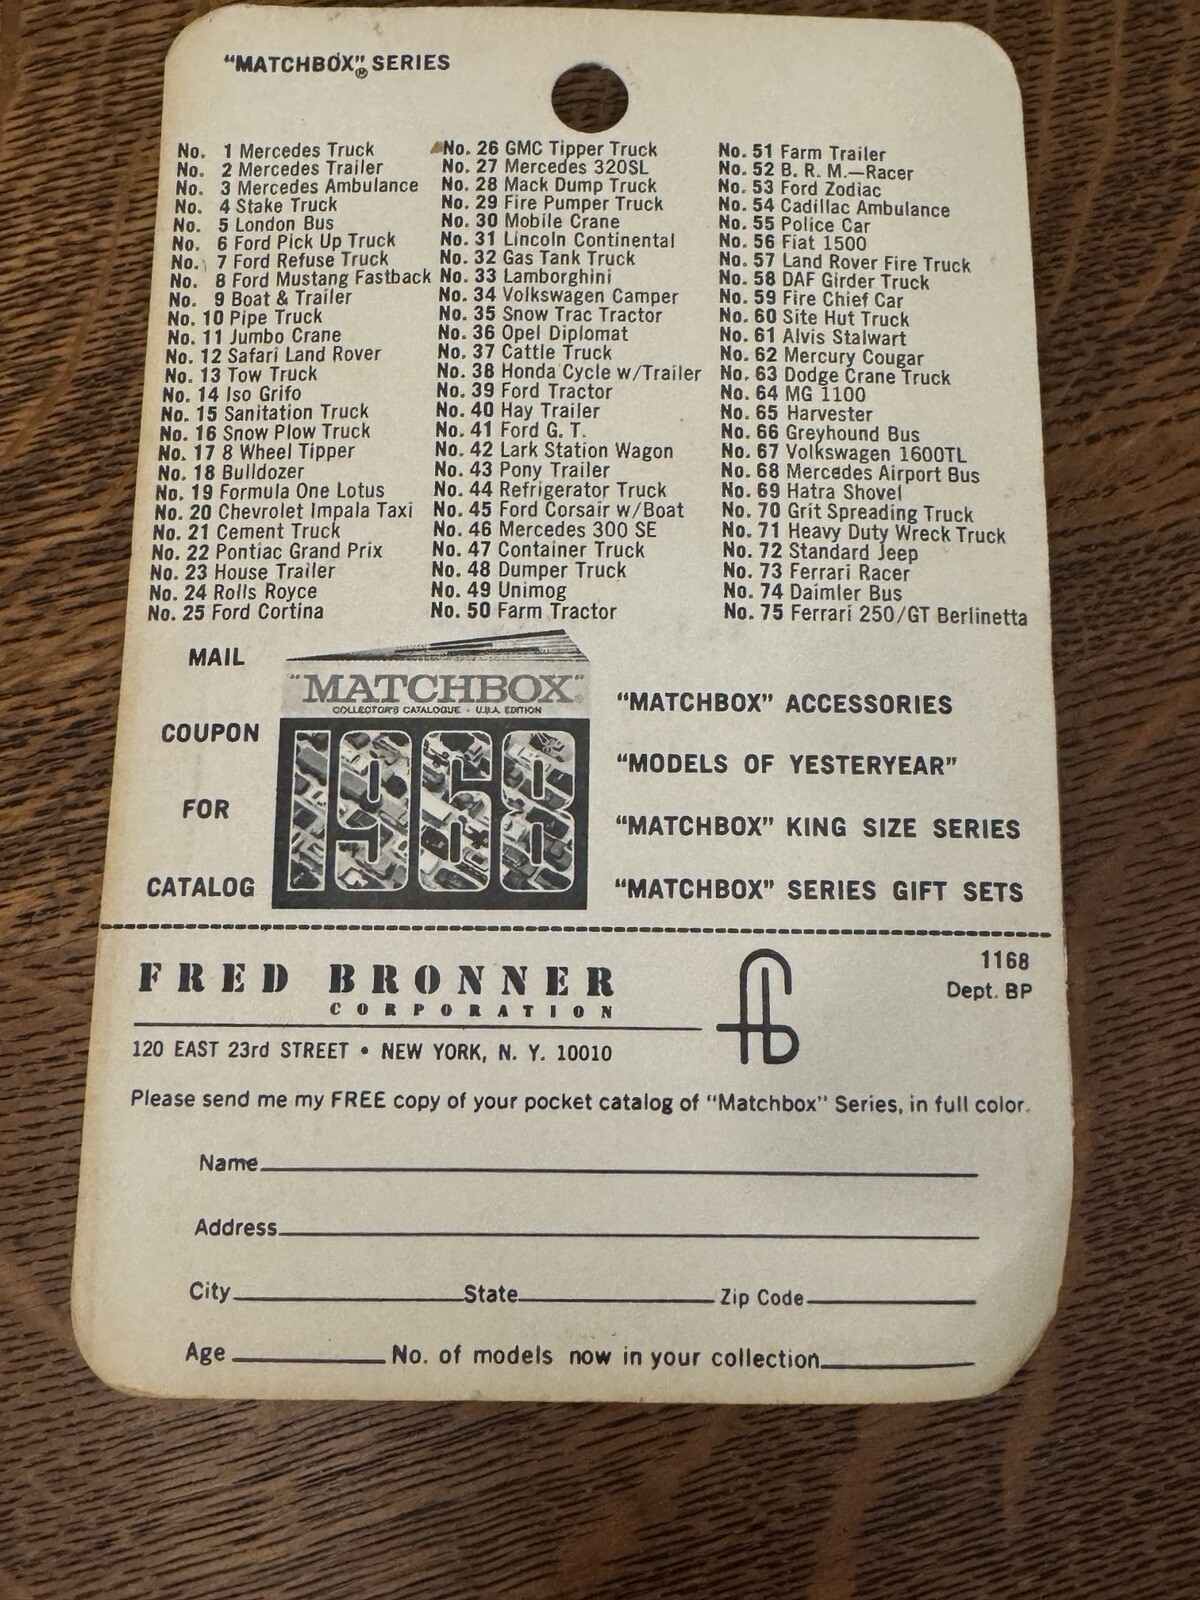 “MATCHBOX”® SERIES
No. 1 Mercedes Truck
No. 2 Mercedes Trailer
No. 3 Mercedes Ambulance
No. 4 Stake Truck
No. 5 London Bus
No. 6 Ford Pick Up Truck
No. 7 Ford Refuse Truck
No. 8 Ford Mustang Fastback
No. 9 Boat & Trailer
No. 10 Pipe Truck
No. 11 Jumbo Crane
No. 12 Safari Land Rover
No. 13 Tow Truck
No. 14 Iso Grifo
No. 15 Sanitation Truck
No. 16 Snow Plow Truck
No. 17 8 Wheel Tipper
No. 18 Bulldozer
No. 19 Formula One Lotus
No. 20 Chevrolet Impala Taxi
No. 21 Cement Truck
No. 22 Pontiac Grand Prix
No. 23 House Trailer
No. 24 Rolls Royce
No. 25 Ford Cortina
No. 26 GMC Tipper Truck
No. 27 Mercedes 320SL
No. 28 Mack Dump Truck
No. 29 Fire Pumper Truck
No. 30 Mobile Crane
No. 31 Lincoln Continental
No. 32 Gas Tank Truck
No. 33 Lamborghini
No. 34 Volkswagen Camper
No. 35 Snow Trac Tractor
No. 36 Opel Diplomat
No. 37 Cattle Truck
No. 38 Honda Cycle w/Trailer
No. 39 Ford Tractor
No. 40 Hay Trailer
No. 41 Ford G. T.
No. 42 Lark Station Wagon
No. 43 Pony Trailer
No. 44 Refrigerator Truck
No. 45 Ford Corsair w/Boat
No. 46 Mercedes 300 SE
No. 47 Container Truck
No. 48 Dumper Truck
No. 49 Unimog
No. 50 Farm Tractor
No. 51 Farm Trailer
No. 52 B. R. M.—Racer
No. 53 Ford Zodiac
No. 54 Cadillac Ambulance
No. 55 Police Car
No. 56 Fiat 1500
No. 57 Land Rover Fire Truck
No. 58 DAF Girder Truck
No. 59 Fire Chief Car
No. 60 Site Hut Truck
No. 61 Alvis Stalwart
No. 62 Mercury Cougar
No. 63 Dodge Crane Truck
No. 64 MG 1100
No. 65 Harvester
No. 66 Greyhound Bus
No. 67 Volkswagen 1600TL
No. 68 Mercedes Airport Bus
No. 69 Hatra Shovel
No. 70 Grit Spreading Truck
No. 71 Heavy Duty Wreck Truck
No. 72 Standard Jeep
No. 73 Ferrari Racer
No. 74 Daimler Bus
No. 75 Ferrari 250/GT Berlinetta
MAIL
COUPON
FOR
CATALOG
“MATCHBOX”
COLLECTOR'S CATALOGUE - U.S.A. EDITION
1968
“MATCHBOX” ACCESSORIES
“MODELS OF YESTERYEAR”
“MATCHBOX” KING SIZE SERIES
“MATCHBOX” SERIES GIFT SETS
FRED BRONNER
CORPORATION
120 EAST 23rd STREET • NEW YORK, N. Y. 10010
fb
1168
Dept. BP
Please send me my FREE copy of your pocket catalog of “Matchbox” Series, in full color.
Name
Address
City State Zip Code
Age No. of models now in your collection